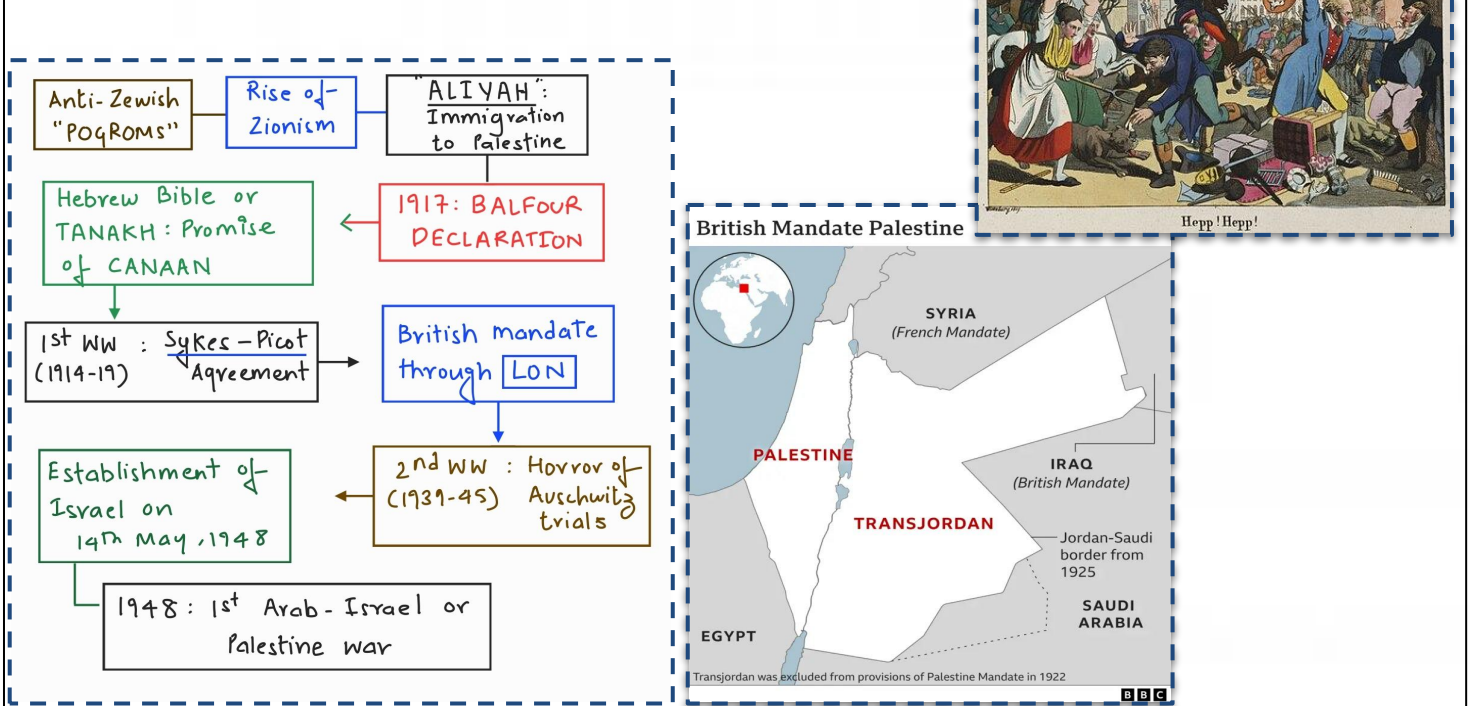 Anti-Zewish
"POGROMS"
Rise of
Zionism
"ALIYAH":
Immigration
to Palestine
Hebrew Bible or
TANAKH: Promise
of CANAAN
1917: BALFOUR
DECLARATION
1st WW : Sykes-Picot
(1914-19) Agreement
British mandate
through LON
Establishment of
Israel on
14th May, 1948
2nd WW : Horror of
(1939-45) Auschwitz
trials
1948: 1st Arab-Israel or
Palestine war
Hepp! Hepp!
British Mandate Palestine
SYRIA
(French Mandate)
PALESTINE
IRAQ
(British Mandate)
TRANSJORDAN
Jordan-Saudi
border from
1925
SAUDI
ARABIA
EGYPT
Transjordan was excluded from provisions of Palestine Mandate in 1922
BBC